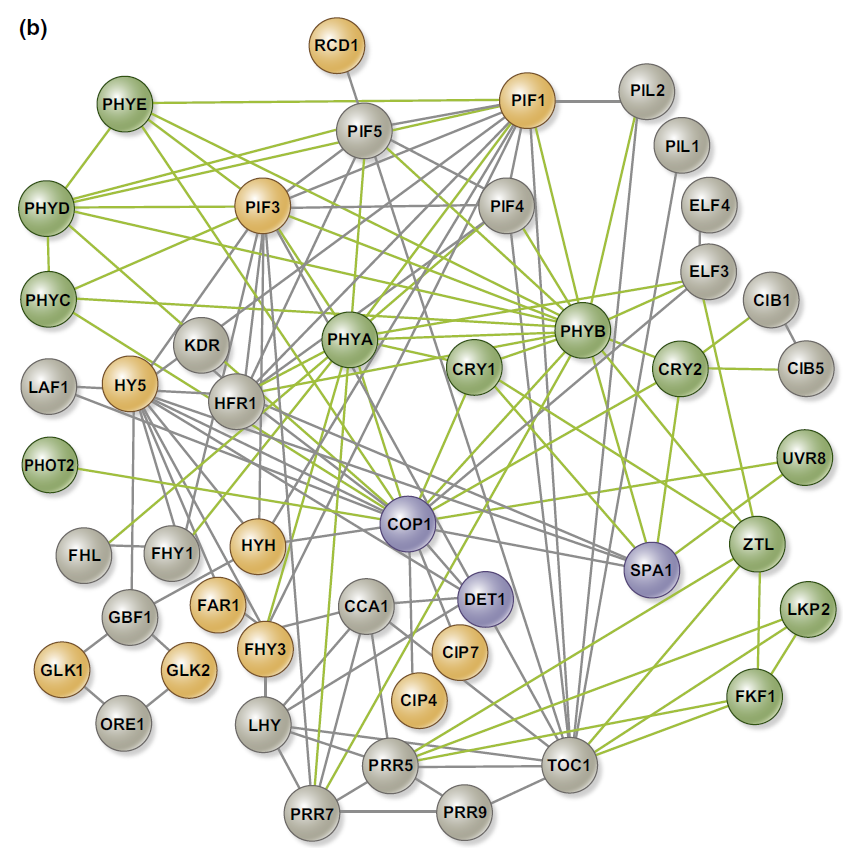 (b)
RCD1
PHYE
PIF1
PIL2
PIF5
PIL1
PHYD
PIF3
PIF4
ELF4
ELF3
PHYC
CIB1
KDR
PHYA
PHYB
LAF1
HY5
HFR1
CRY1
CRY2
CIB5
PHOT2
UVR8
COP1
FHL
FHY1
HYH
ZTL
SPA1
FAR1
CCA1
DET1
LKP2
GBF1
GLK1
GLK2
FHY3
CIP7
CIP4
FKF1
ORE1
LHY
PRR5
TOC1
PRR7
PRR9